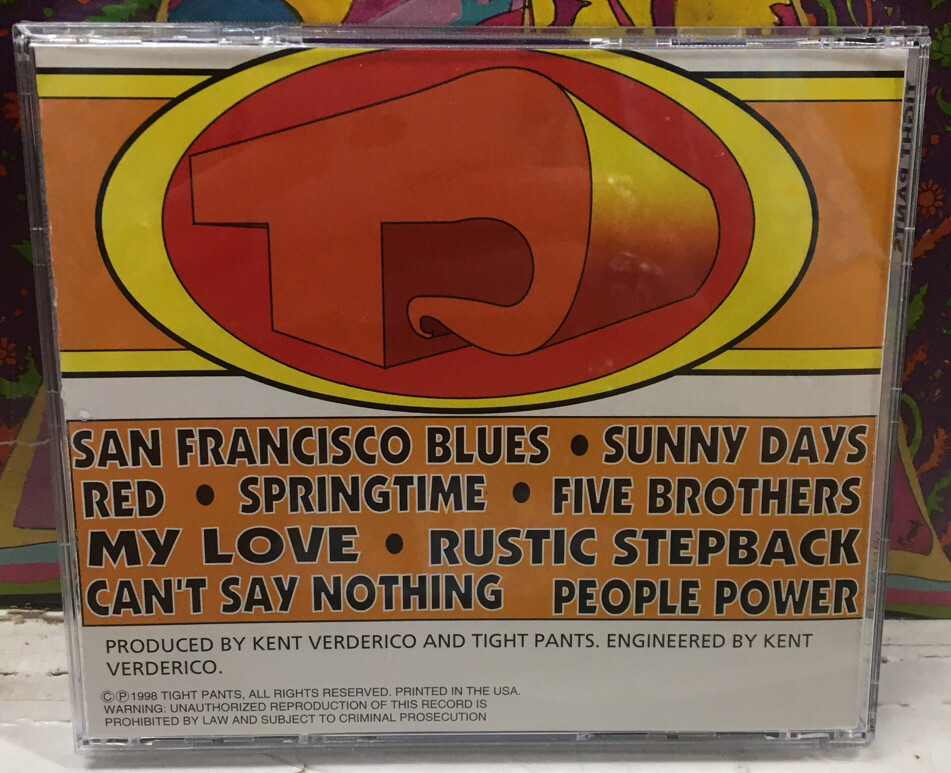 TIGHT PANTS
SAN FRANCISCO BLUES • SUNNY DAYS
RED • SPRINGTIME • FIVE BROTHERS
MY LOVE • RUSTIC STEPBACK
CAN'T SAY NOTHING PEOPLE POWER
PRODUCED BY KENT VERDERICO AND TIGHT PANTS. ENGINEERED BY KENT
VERDERICO.
©℗1998 TIGHT PANTS, ALL RIGHTS RESERVED. PRINTED IN THE USA.
WARNING: UNAUTHORIZED REPRODUCTION OF THIS RECORD IS
PROHIBITED BY LAW AND SUBJECT TO CRIMINAL PROSECUTION